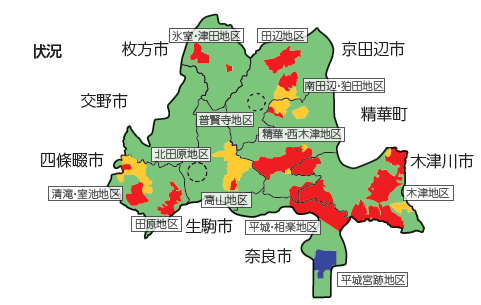 氷室・津田地区
田辺地区
状況
枚方市
京田辺市
南田辺・狛田地区
交野市
普賢寺地区
精華町
精華・西木津地区
北田原地区
四條畷市
木津川市
清滝・室池地区
木津地区
高山地区
田原地区
生駒市
平城・相楽地区
奈良市
平城宮跡地区